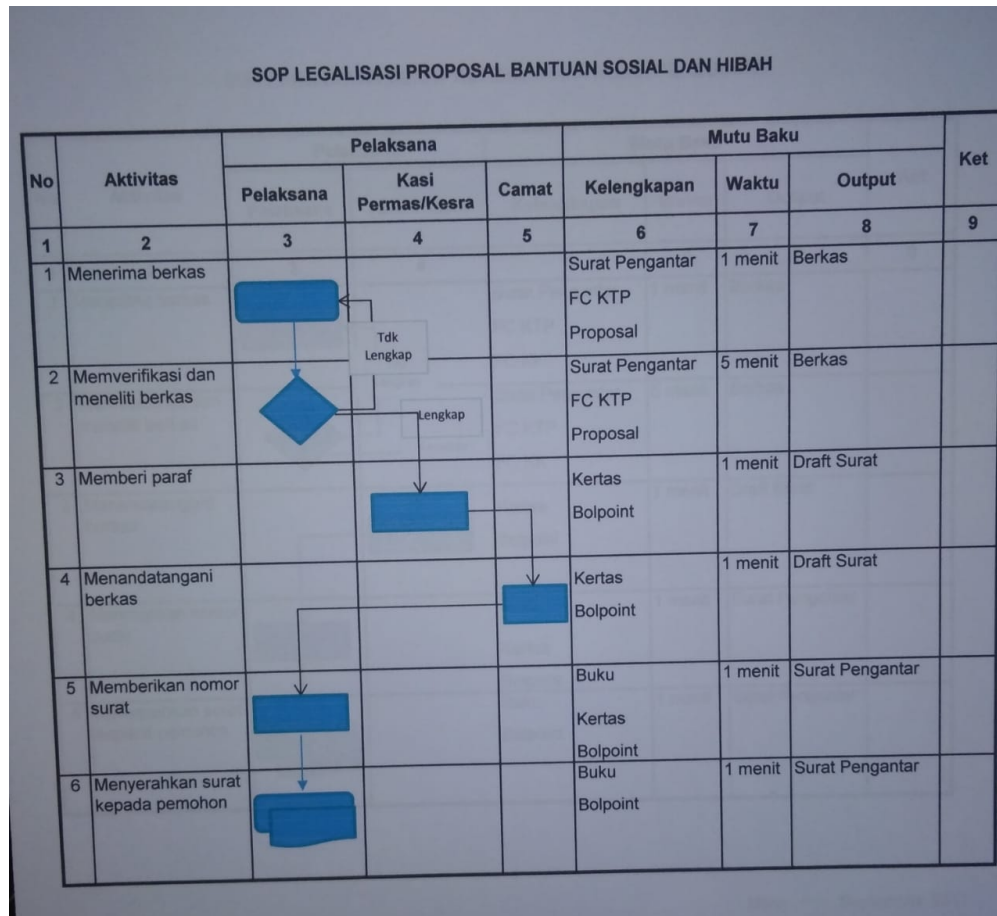 SOP LEGALISASI PROPOSAL BANTUAN SOSIAL DAN HIBAH
No Aktivitas Pelaksana Mutu Baku Ket
Pelaksana Kasi Permas/Kesra Camat Kelengkapan Waktu Output
1 2 3 4 5 6 7 8 9
1 Menerima berkas Surat Pengantar 1 menit Berkas
FC KTP
Proposal
Tdk
Lengkap
2 Memverifikasi dan Surat Pengantar 5 menit Berkas
meneliti berkas FC KTP
Lengkap
Proposal
3 Memberi paraf Kertas 1 menit Draft Surat
Bolpoint
4 Menandatangani Kertas 1 menit Draft Surat
berkas Bolpoint
5 Memberikan nomor Buku 1 menit Surat Pengantar
surat Kertas
Bolpoint
6 Menyerahkan surat Buku 1 menit Surat Pengantar
kepada pemohon Bolpoint